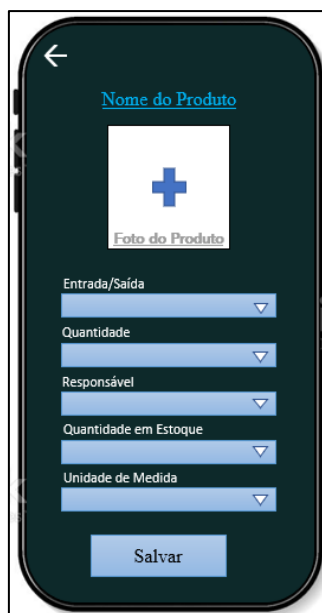 Nome do Produto
Foto do Produto
Entrada/Saída
Quantidade
Responsável
Quantidade em Estoque
Unidade de Medida
Salvar